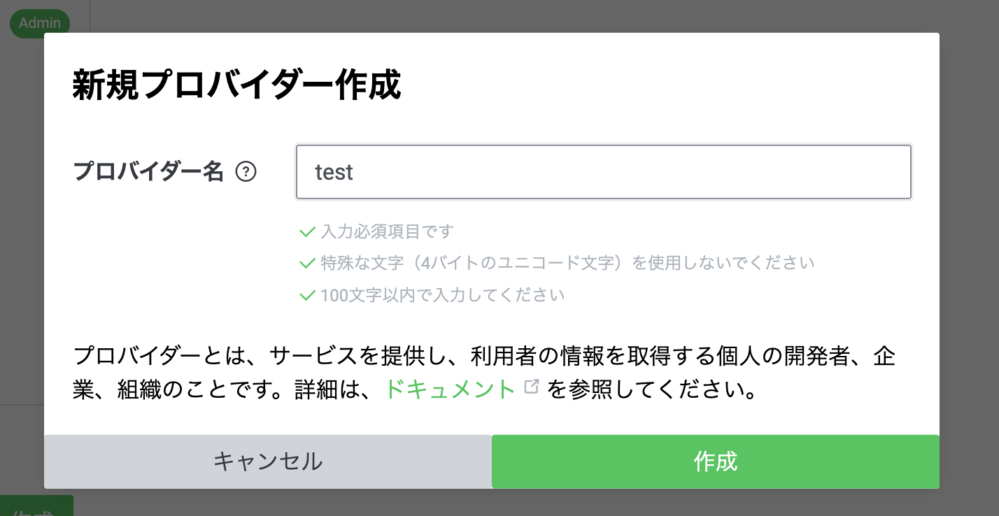 Admin
新規プロバイダー作成
プロバイダー名 ?
test
入力必須項目です
特殊な文字（4バイトのユニコード文字）を使用しないでください
100文字以内で入力してください
プロバイダーとは、サービスを提供し、利用者の情報を取得する個人の開発者、企
業、組織のことです。詳細は、ドキュメント を参照してください。
キャンセル
作成
作成